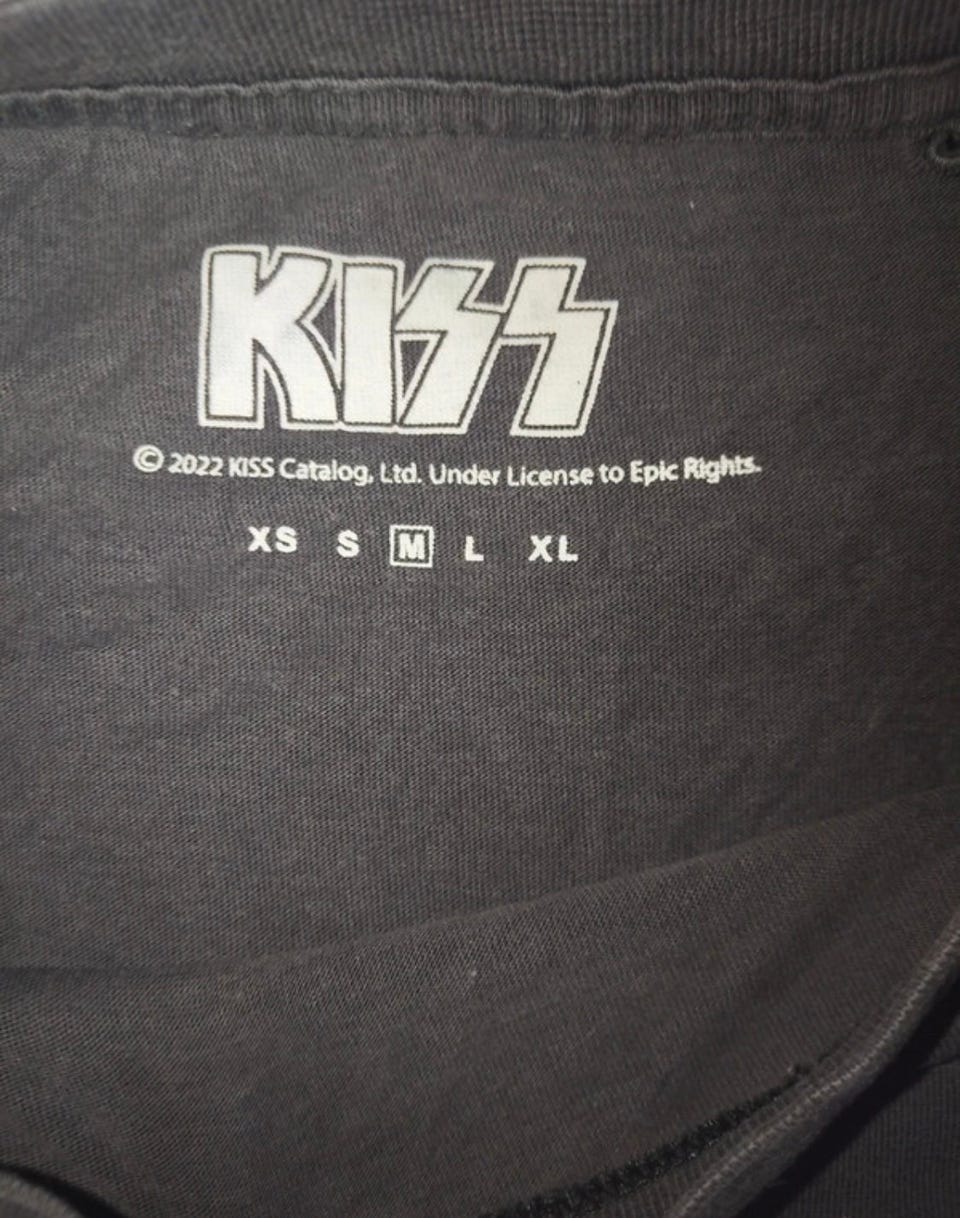 KISS
© 2022 KISS Catalog, Ltd. Under License to Epic Rights.
XS S M L XL